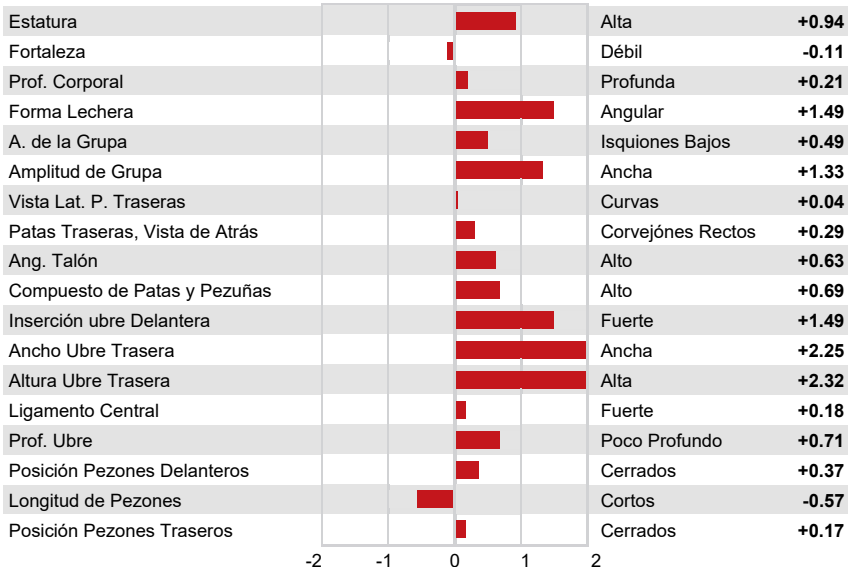 Estatura Alta +0.94
Fortaleza Débil -0.11
Prof. Corporal Profunda +0.21
Forma Lechera Angular +1.49
A. de la Grupa Isquiones Bajos +0.49
Amplitud de Grupa Ancha +1.33
Vista Lat. P. Traseras Curvas +0.04
Patas Traseras, Vista de Atrás Corvejónes Rectos +0.29
Ang. Talón Alto +0.63
Compuesto de Patas y Pezuñas Alto +0.69
Inserción ubre Delantera Fuerte +1.49
Ancho Ubre Trasera Ancha +2.25
Altura Ubre Trasera Alta +2.32
Ligamento Central Fuerte +0.18
Prof. Ubre Poco Profundo +0.71
Posición Pezones Delanteros Cerrados +0.37
Longitud de Pezones Cortos -0.57
Posición Pezones Traseros Cerrados +0.17
-2 -1 0 1 2